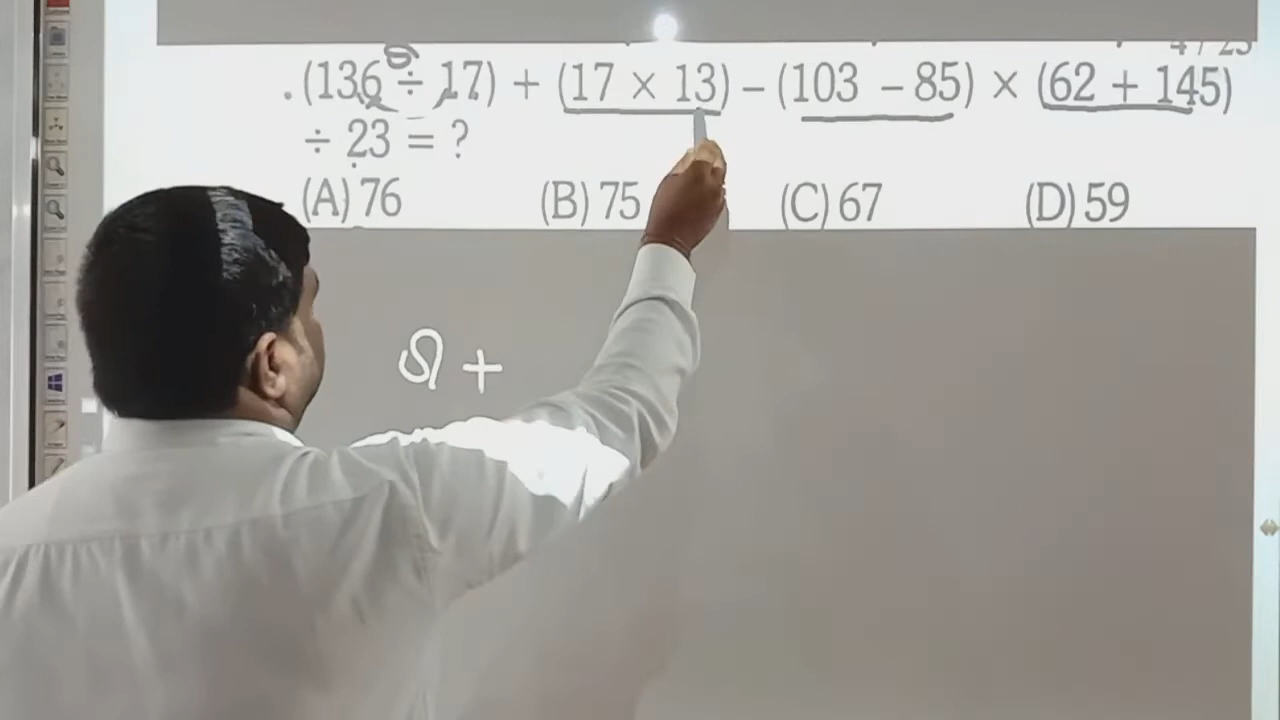 .(136 ÷ 17) + (17 × 13) – (103 – 85) × (62 + 145)
÷ 23 = ?
(A) 76 (B) 75 (C) 67 (D) 59
8 +